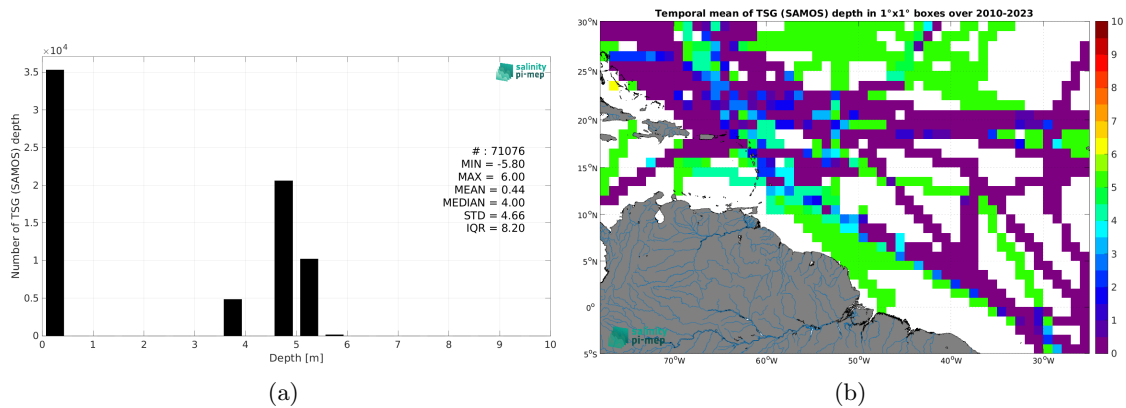 ×10⁴
3.5
3
2.5
2
1.5
1
0.5
0
0 1 2 3 4 5 6 7 8 9 10
Number of TSG (SAMOS) depth
Depth [m]
salinity
pi-mep
# : 71076
MIN = -5.80
MAX = 6.00
MEAN = 0.44
MEDIAN = 4.00
STD = 4.66
IQR = 8.20
(a)
Temporal mean of TSG (SAMOS) depth in 1°x1° boxes over 2010-2023
30°N
25°N
20°N
15°N
10°N
5°N
0°
5°S
70°W 60°W 50°W 40°W 30°W
salinity
pi-mep
10
9
8
7
6
5
4
3
2
1
0
(b)